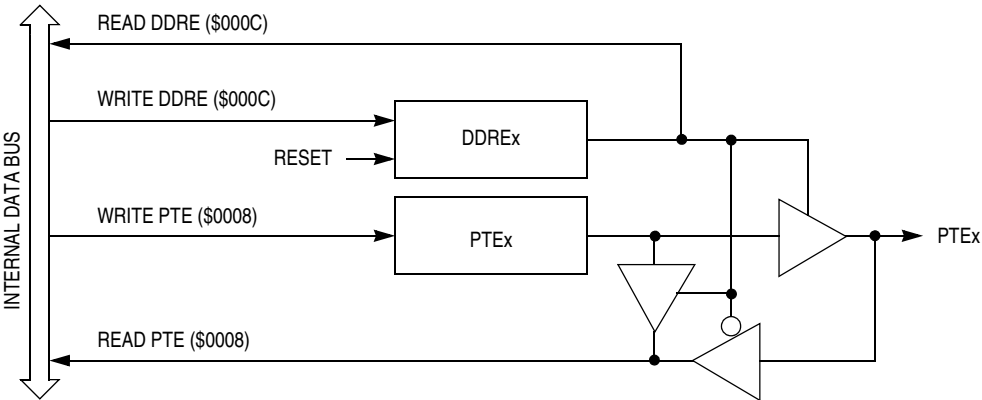 READ DDRE ($000C)
WRITE DDRE ($000C)
DDREx
RESET
INTERNAL DATA BUS
WRITE PTE ($0008)
PTEx
PTEx
READ PTE ($0008)